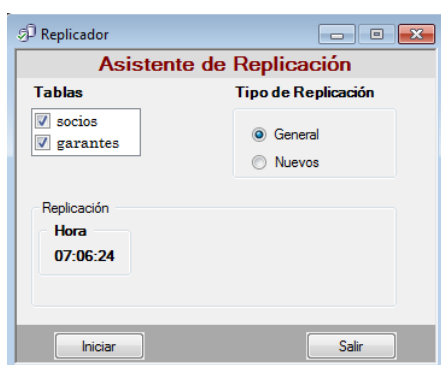 Replicador
Asistente de Replicación
Tablas
socios
garantes
Tipo de Replicación
General
Nuevos
Replicación
Hora
07:06:24
Iniciar
Salir